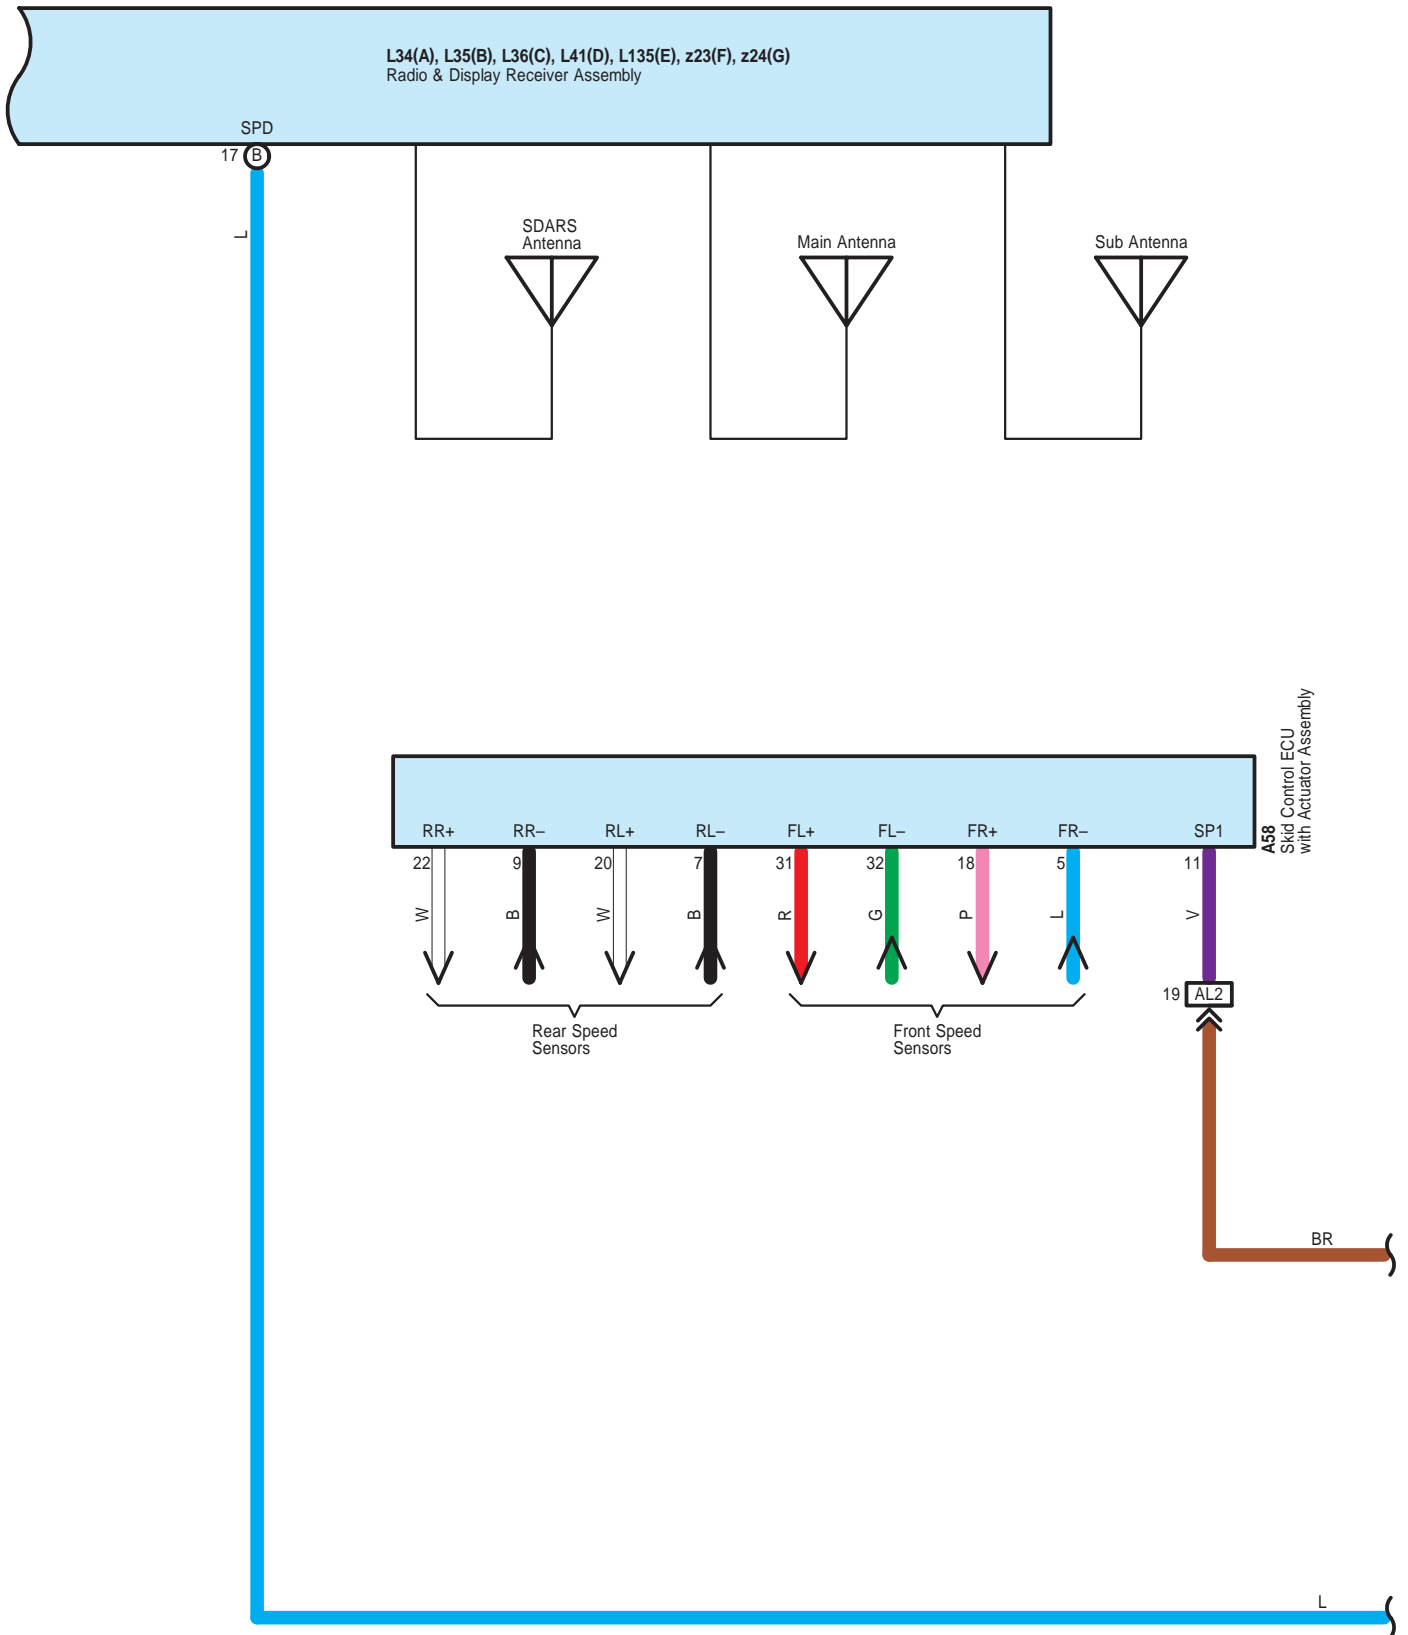 L34(A), L35(B), L36(C), L41(D), L135(E), z23(F), z24(G)
Radio & Display Receiver Assembly
SPD
17 B
L
SDARS
Antenna
Main Antenna
Sub Antenna
A58
Skid Control ECU
with Actuator Assembly
RR+ RR– RL+ RL– FL+ FL– FR+ FR– SP1
22 9 20 7 31 32 18 5 11
W B W B R G P L V
19 AL2
Rear Speed
Sensors
Front Speed
Sensors
BR
L